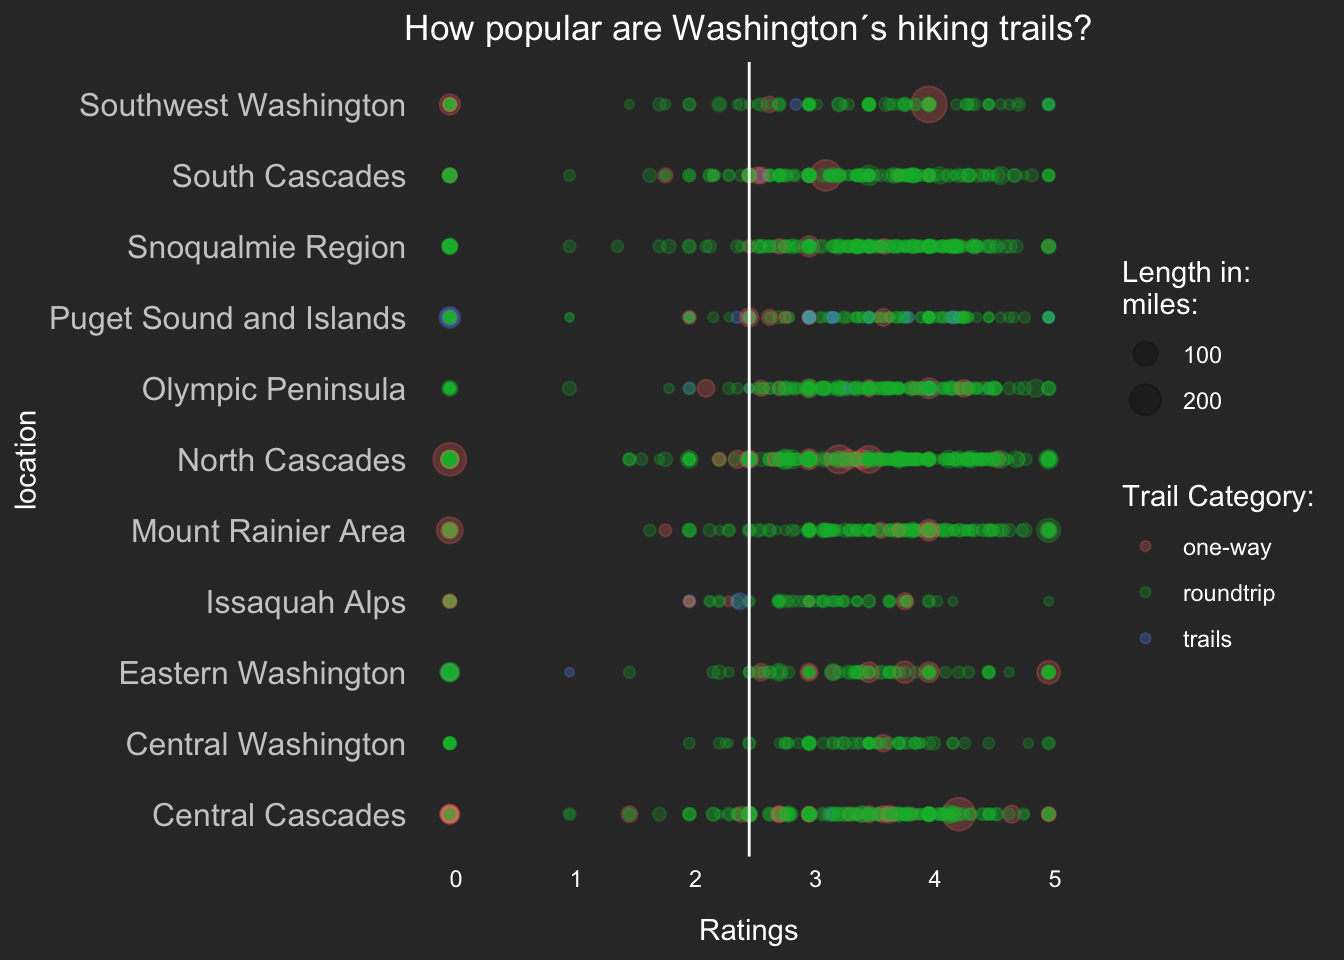 How popular are Washington´s hiking trails?
Southwest Washington
South Cascades
Snoqualmie Region
Puget Sound and Islands
Olympic Peninsula
North Cascades
Mount Rainier Area
Issaquah Alps
Eastern Washington
Central Washington
Central Cascades
location
0 1 2 3 4 5
Ratings
Length in:
miles:
100
200
Trail Category:
one-way
roundtrip
trails